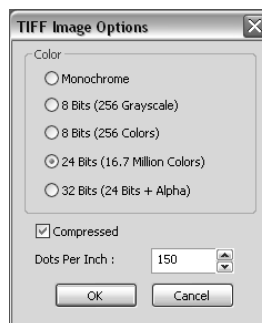 TIFF Image Options
Color
Monochrome
8 Bits (256 Grayscale)
8 Bits (256 Colors)
24 Bits (16.7 Million Colors)
32 Bits (24 Bits + Alpha)
Compressed
Dots Per Inch : 150
OK Cancel